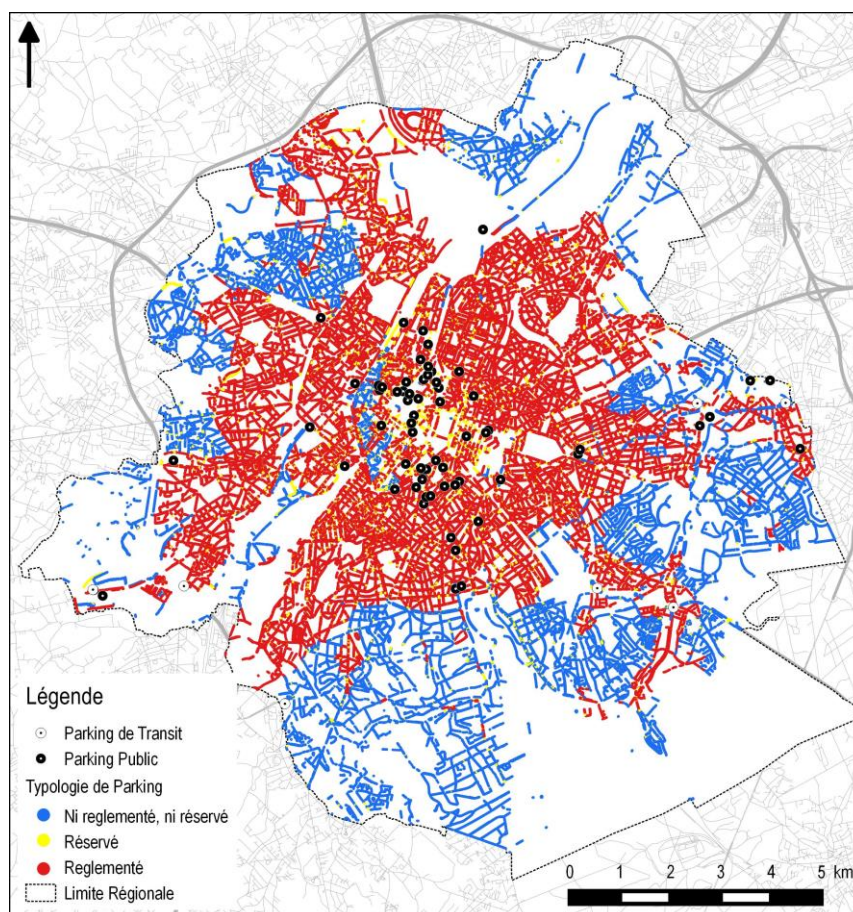 Légende
Parking de Transit
Parking Public
Typologie de Parking
Ni reglementé, ni réservé
Réservé
Reglementé
Limite Régionale
0 1 2 3 4 5 km